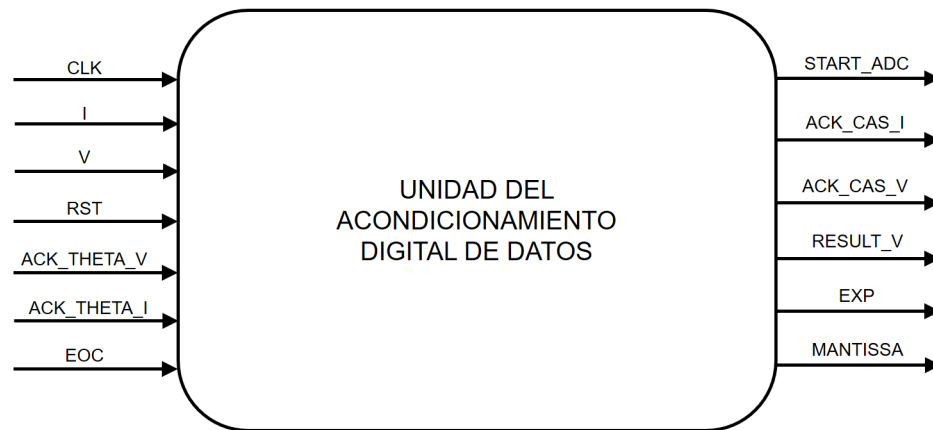 CLK
I
V
RST
ACK_THETA_V
ACK_THETA_I
EOC
UNIDAD DEL
ACONDICIONAMIENTO
DIGITAL DE DATOS
START_ADC
ACK_CAS_I
ACK_CAS_V
RESULT_V
EXP
MANTISSA